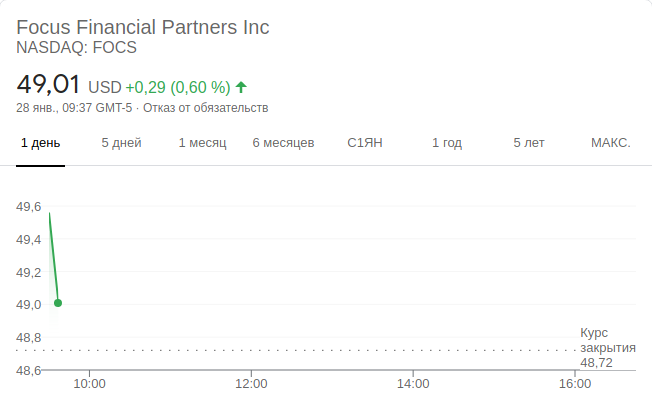 Focus Financial Partners Inc
NASDAQ: FOCS
49,01 USD +0,29 (0,60 %)
28 янв., 09:37 GMT-5 · Отказ от обязательств
1 день 5 дней 1 месяц 6 месяцев С1ЯН 1 год 5 лет МАКС.
49,6
49,4
49,2
49,0
48,8
Курс
закрытия
48,72
48,6
10:00 12:00 14:00 16:00